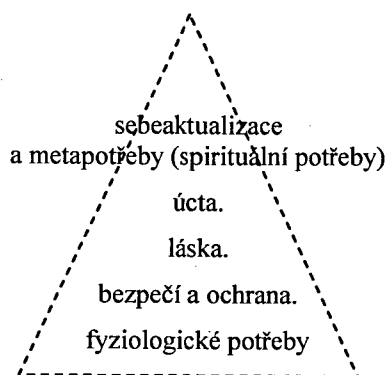 sebeaktualizace
a metapotřeby (spirituální potřeby)
úcta.
láska.
bezpečí a ochrana.
fyziologické potřeby